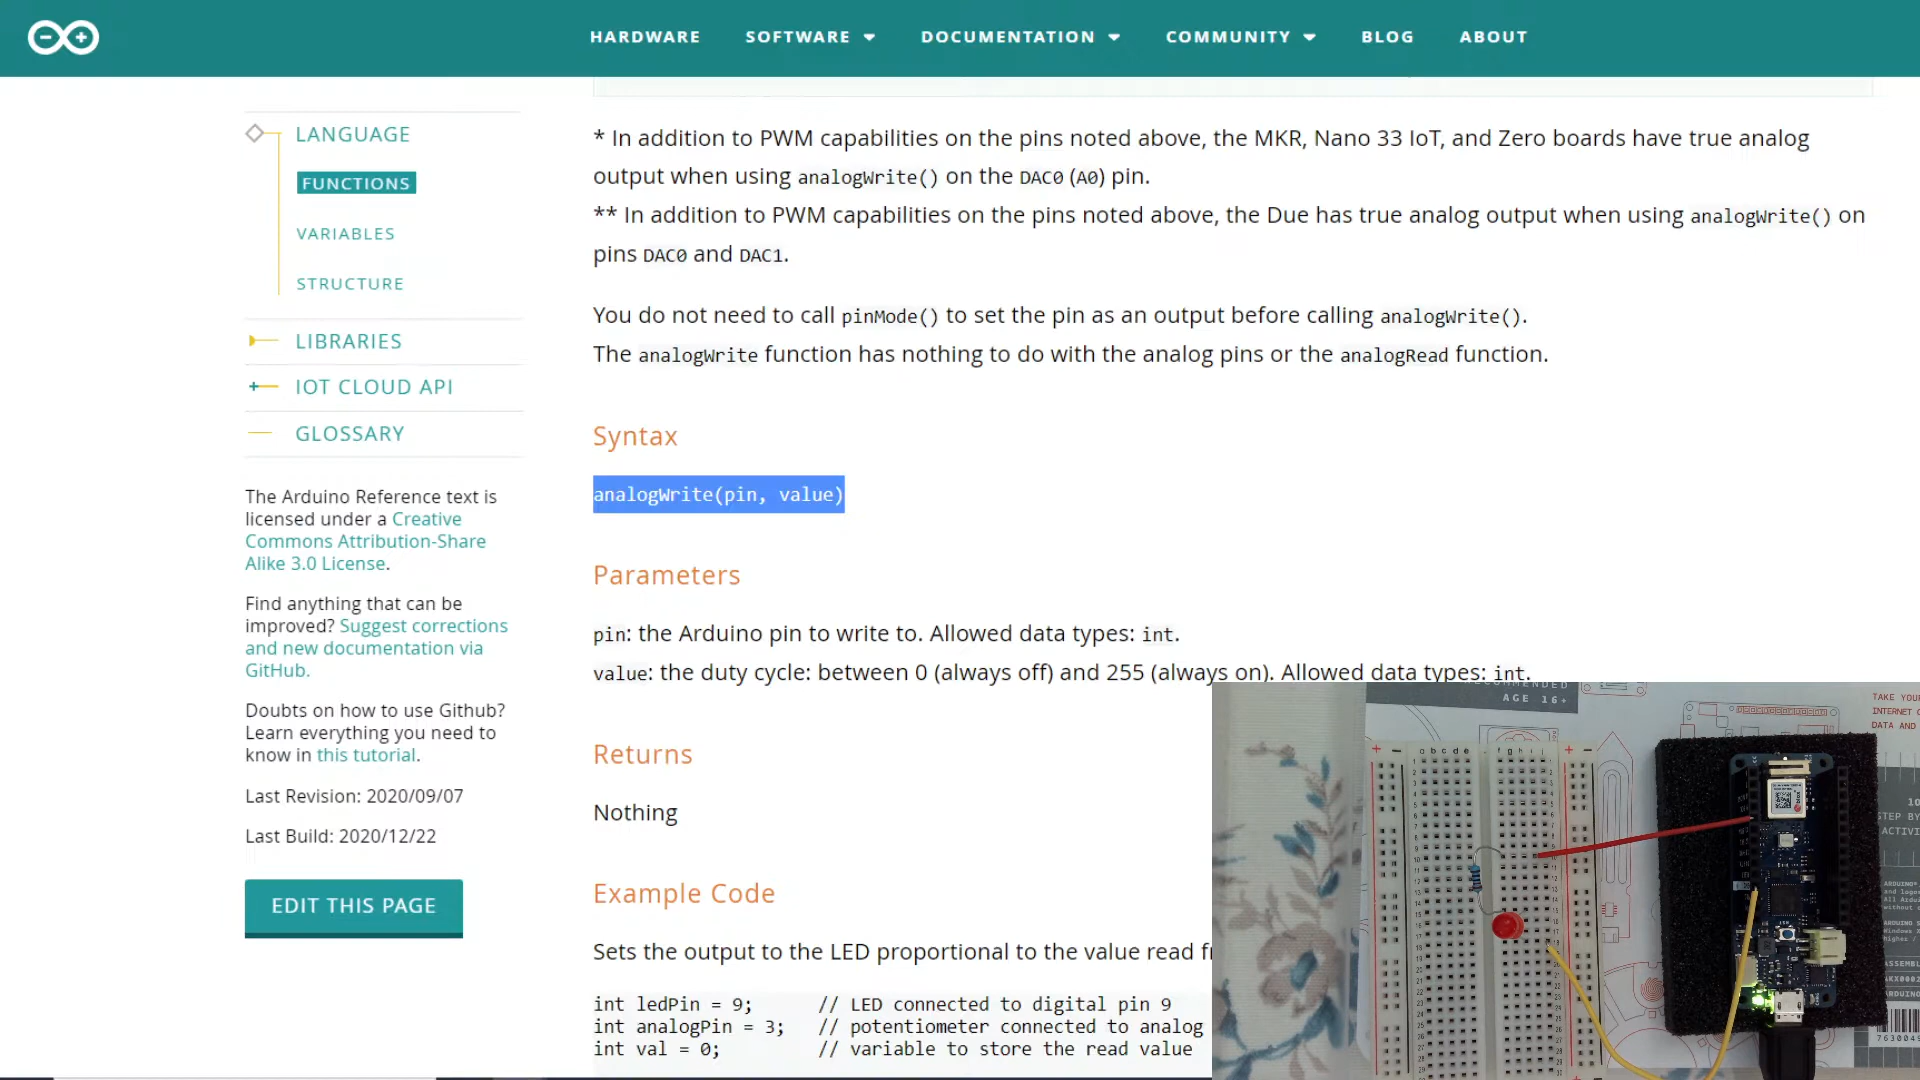 HARDWARE SOFTWARE DOCUMENTATION COMMUNITY BLOG ABOUT
LANGUAGE
FUNCTIONS
VARIABLES
STRUCTURE
LIBRARIES
IOT CLOUD API
GLOSSARY
The Arduino Reference text is
licensed under a Creative
Commons Attribution-Share
Alike 3.0 License.
Find anything that can be
improved? Suggest corrections
and new documentation via
GitHub.
Doubts on how to use Github?
Learn everything you need to
know in this tutorial.
Last Revision: 2020/09/07
Last Build: 2020/12/22
EDIT THIS PAGE
* In addition to PWM capabilities on the pins noted above, the MKR, Nano 33 IoT, and Zero boards have true analog
output when using analogWrite() on the DAC0 (A0) pin.
** In addition to PWM capabilities on the pins noted above, the Due has true analog output when using analogWrite() on
pins DAC0 and DAC1.
You do not need to call pinMode() to set the pin as an output before calling analogWrite().
The analogWrite function has nothing to do with the analog pins or the analogRead function.
Syntax
analogWrite(pin, value)
Parameters
pin: the Arduino pin to write to. Allowed data types: int.
value: the duty cycle: between 0 (always off) and 255 (always on). Allowed data types: int.
Returns
Nothing
Example Code
Sets the output to the LED proportional to the value read
int ledPin = 9; // LED connected to digital pin 9
int analogPin = 3; // potentiometer connected to analog
int val = 0; // variable to store the read value
AGE 16+
TAKE YOUR
INTERNET
DATA AND
STEP BY